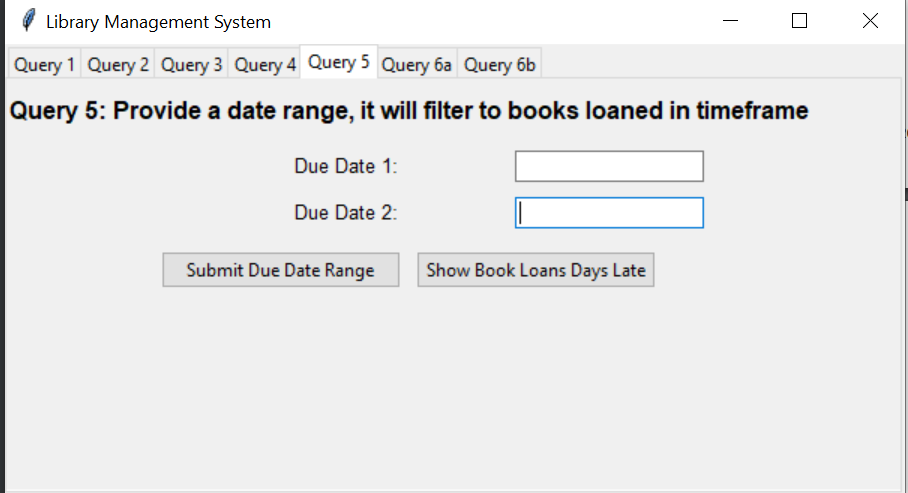 Library Management System
Query 1 Query 2 Query 3 Query 4 Query 5 Query 6a Query 6b
Query 5: Provide a date range, it will filter to books loaned in timeframe
Due Date 1:
Due Date 2:
Submit Due Date Range Show Book Loans Days Late